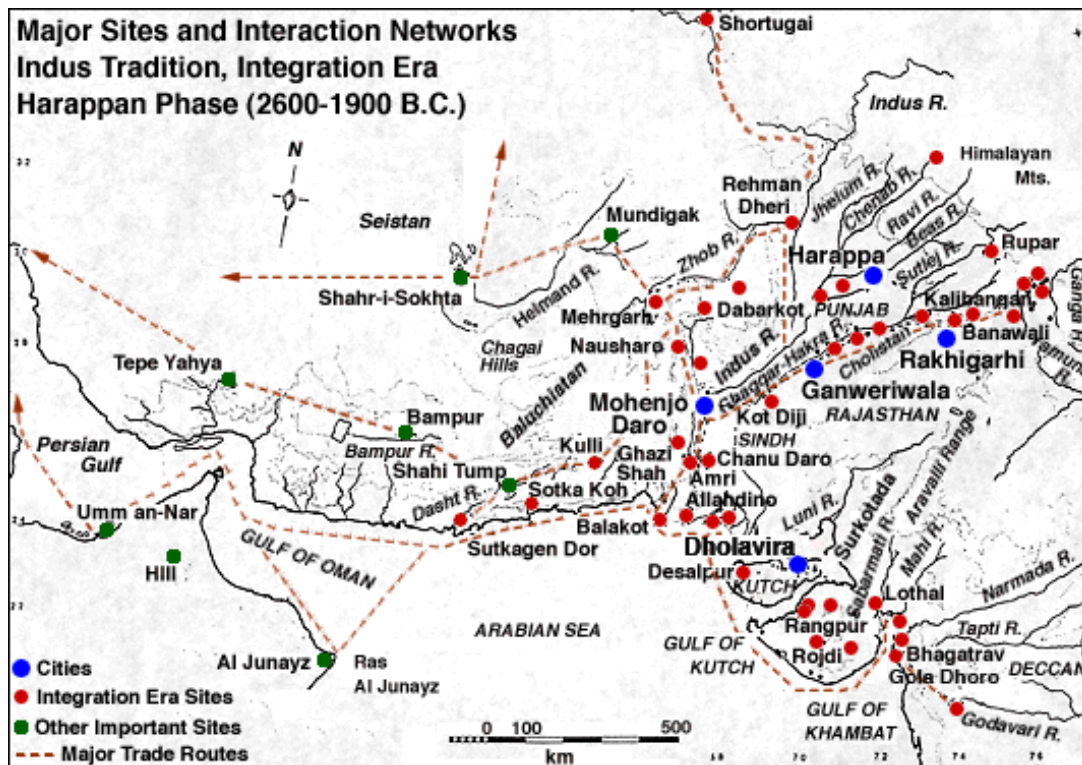 Major Sites and Interaction Networks
Indus Tradition, Integration Era
Harappan Phase (2600-1900 B.C.)
Shortugai
Indus R.
N
Himalayan
Mts.
Rehman
Dheri
Jhelum R.
Chenab R.
Ravi R.
Beas R.
Sutlej R.
Rupar
Seistan
Mundigak
Zhob R.
Harappa
PUNJAB
Shahr-i-Sokhta
Helmand R.
Mehrgarh
Dabarkot
Kalibangan
Banawali
Ganga R.
Nausharo
Chagai
Hills
Indus R.
Ghaggar Hakra R.
Cholistan
Rakhigarhi
Ganweriwala
Tepe Yahya
Baluchistan
Mohenjo
Daro
Kot Diji
RAJASTHAN
Bampur
Bampur R.
SINDH
Persian
Gulf
Kulli
Ghazi
Shah
Chanu Daro
Amri
Shahi Tump
Dasht R.
Sotka Koh
Allahdino
Luni R.
Surkotada
Sabarmati R.
Aravalli Range
Mahi R.
Umm an-Nar
Balakot
Sutkagen Dor
GULF OF OMAN
Hili
Dholavira
Desalpur
KUTCH
Lothal
Narmada R.
ARABIAN SEA
GULF OF
KUTCH
Rangpur
Rojdi
Tapti R.
Bhagatrav
DECCAN
Gola Dhoro
Al Junayz
Ras
Al Junayz
GULF OF
KHAMBAT
Godavari R.
Cities
Integration Era Sites
Other Important Sites
Major Trade Routes
0 100 500
km
70 72 74 76